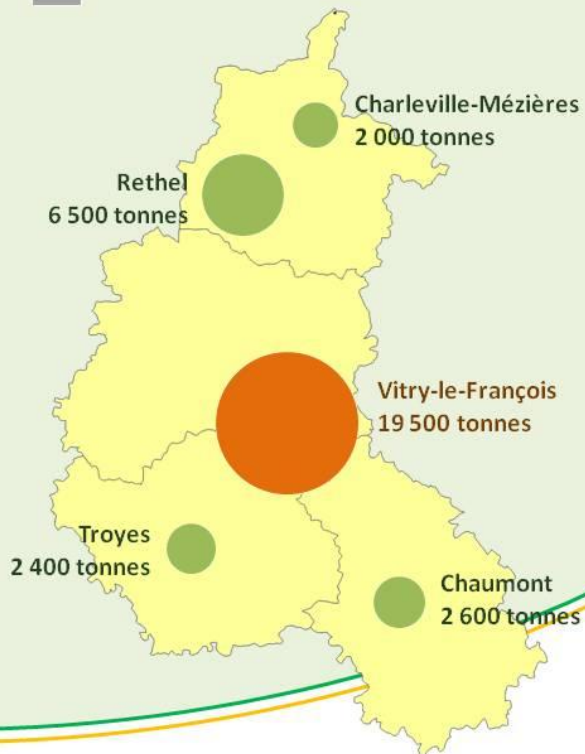 Charleville-Mézières
2 000 tonnes
Rethel
6 500 tonnes
Vitry-le-François
19 500 tonnes
Troyes
2 400 tonnes
Chaumont
2 600 tonnes